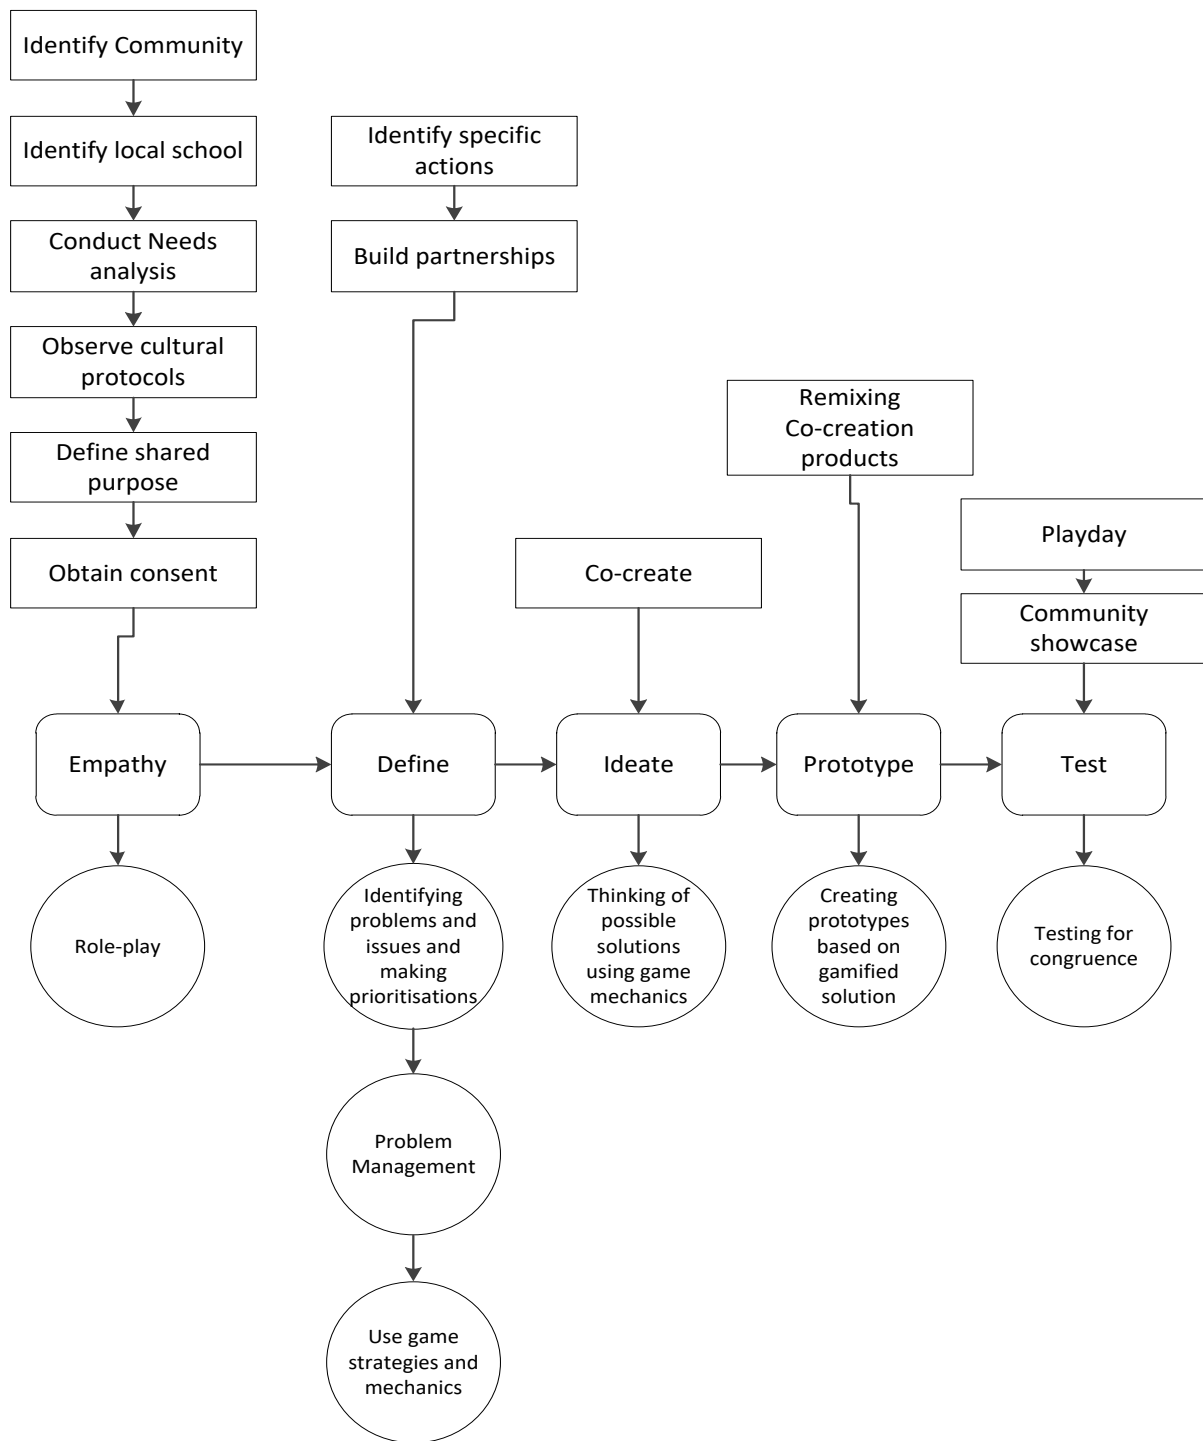 Identify Community
Identify local school
Conduct Needs
analysis
Observe cultural
protocols
Define shared
purpose
Obtain consent
Identify specific
actions
Build partnerships
Co-create
Remixing
Co-creation
products
Playday
Community
showcase
Empathy
Define
Ideate
Prototype
Test
Role-play
Identifying
problems and
issues and
making
prioritisations
Thinking of
possible
solutions
using game
mechanics
Creating
prototypes
based on
gamified
solution
Testing for
congruence
Problem
Management
Use game
strategies and
mechanics